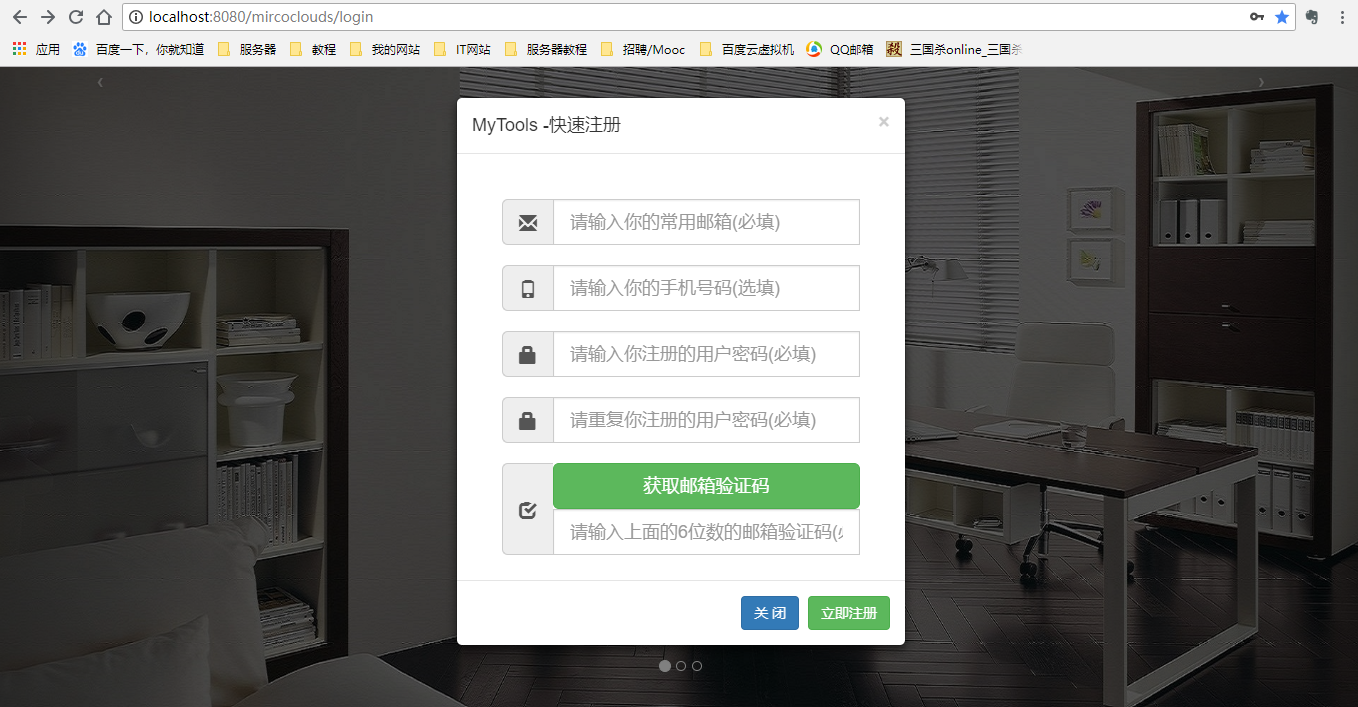 localhost:8080/mircoclouds/login
应用 百度一下，你就知道 服务器 教程 我的网站 IT网站 服务器教程 招聘/Mooc 百度云虚拟机 QQ邮箱 三国杀online_三国杀
MyTools -快速注册 ×
请输入你的常用邮箱(必填)
请输入你的手机号码(选填)
请输入你注册的用户密码(必填)
请重复你注册的用户密码(必填)
获取邮箱验证码
请输入上面的6位数的邮箱验证码(
关 闭 立即注册